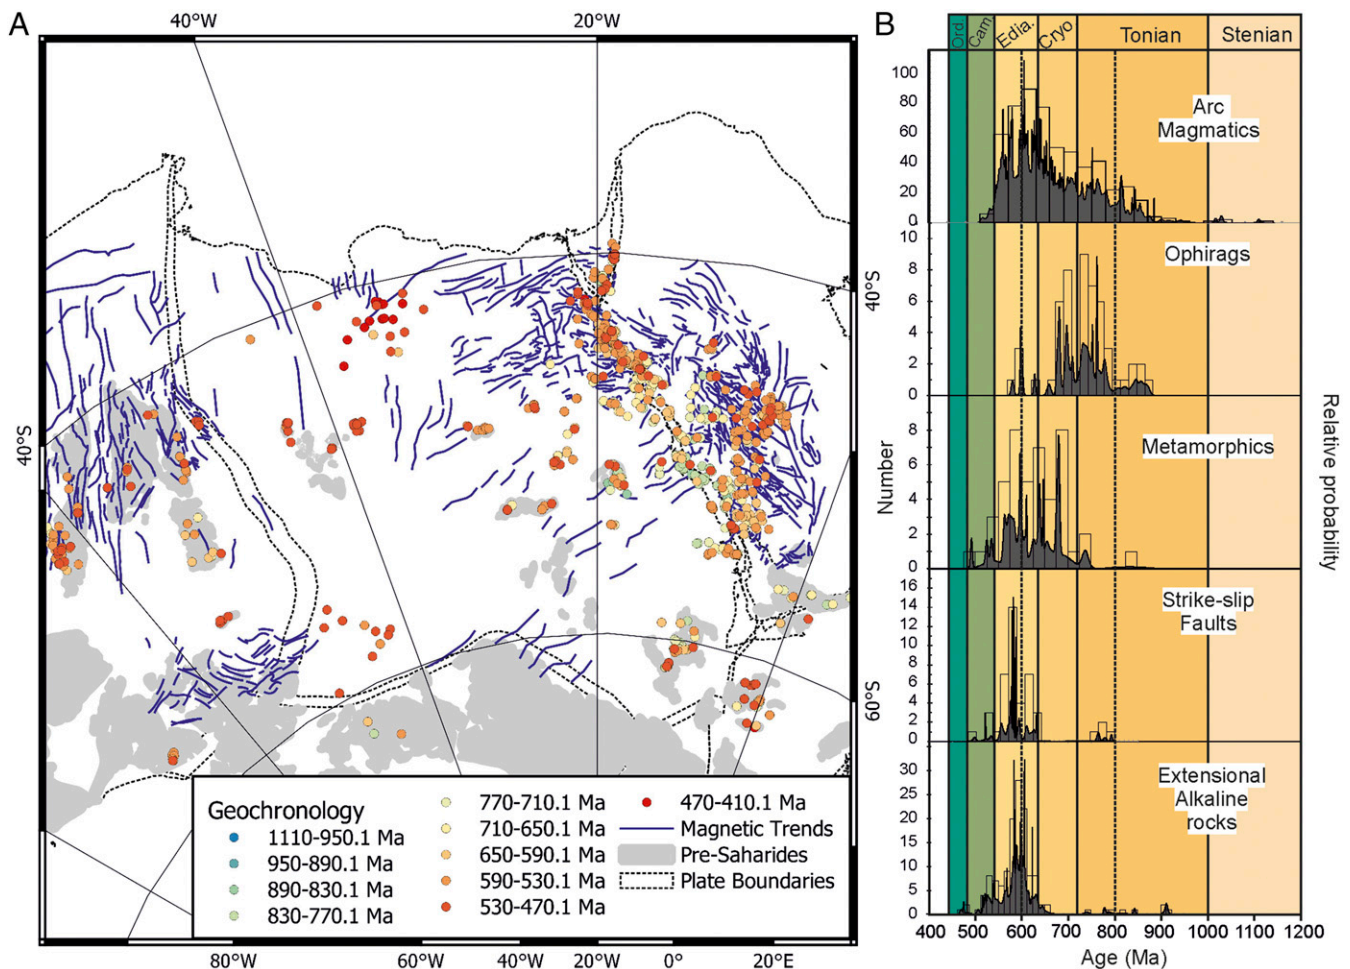 A
40°W
20°W
40°S
40°S
60°S
80°W
60°W
40°W
20°W
0°
20°E
Geochronology
1110-950.1 Ma
950-890.1 Ma
890-830.1 Ma
830-770.1 Ma
770-710.1 Ma
710-650.1 Ma
650-590.1 Ma
590-530.1 Ma
530-470.1 Ma
470-410.1 Ma
Magnetic Trends
Pre-Saharides
Plate Boundaries
B
Ord.
Cam.
Edia.
Cryo
Tonian
Stenian
100
80
60
40
20
0
Arc
Magmatics
10
8
6
4
2
0
Ophirags
8
6
4
2
0
Metamorphics
16
14
12
10
8
6
4
2
0
Strike-slip
Faults
30
25
20
15
10
5
0
Extensional
Alkaline
rocks
Number
Relative probability
400 500 600 700 800 900 1000 1100 1200
Age (Ma)